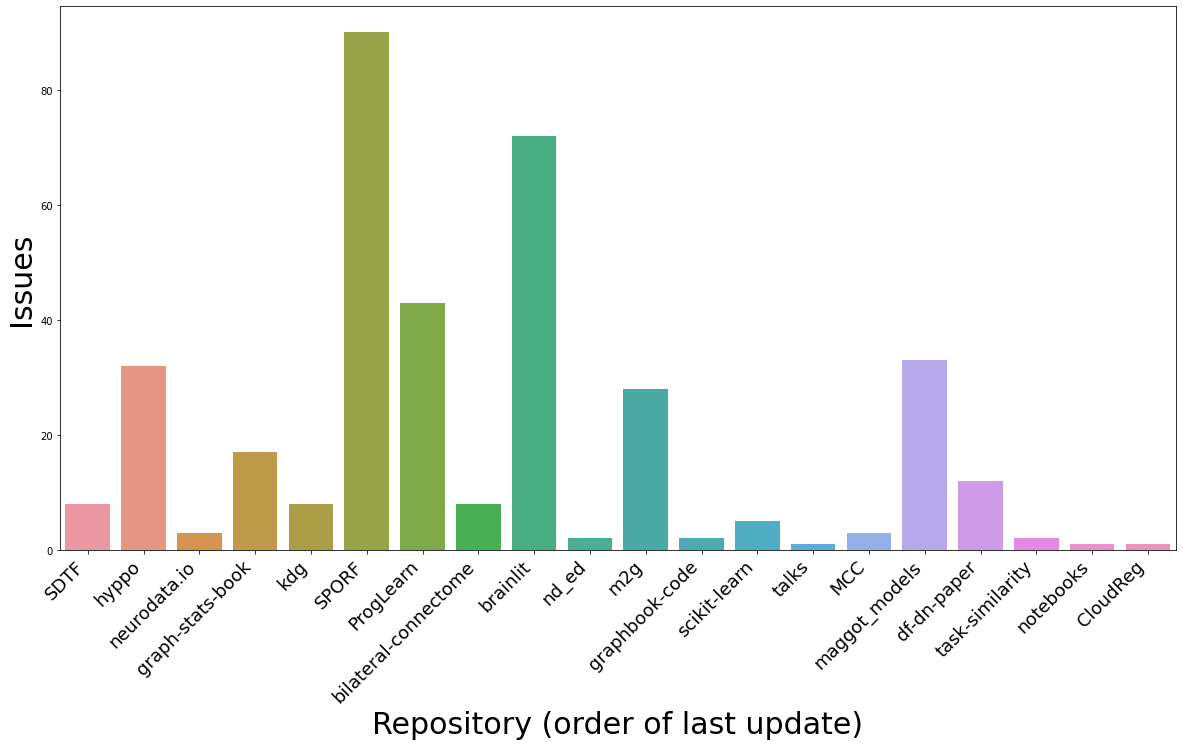 Issues
80
60
40
20
0
SDTF
hyppo
neurodata.io
graph-stats-book
kdg
SPORF
ProgLearn
bilateral-connectome
brainlit
nd_ed
m2g
graphbook-code
scikit-learn
talks
MCC
maggot_models
df-dn-paper
task-similarity
notebooks
CloudReg
Repository (order of last update)